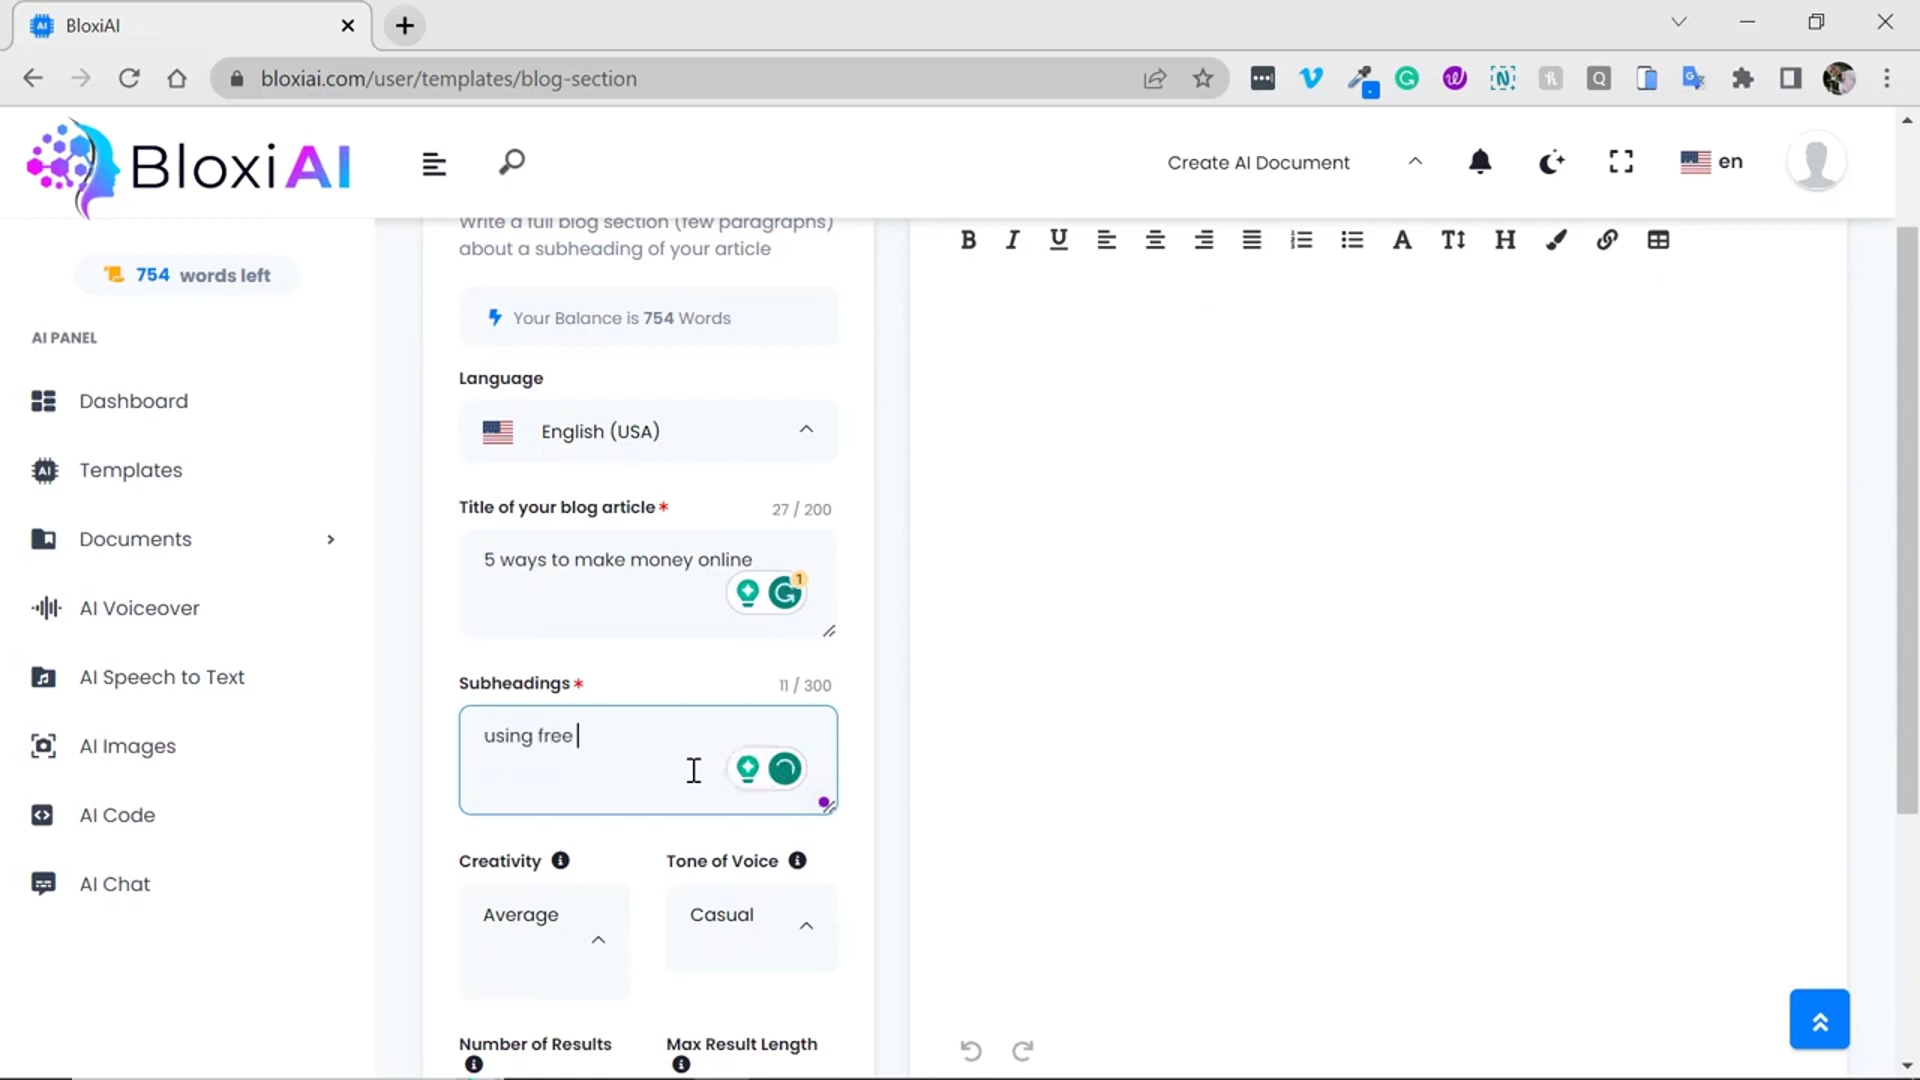 BloxiAI
bloxiai.com/user/templates/blog-section
BloxiAI
Create AI Document
en
754 words left
AI PANEL
Dashboard
Templates
Documents
AI Voiceover
AI Speech to Text
AI Images
AI Code
AI Chat
Write a full blog section (few paragraphs)
about a subheading of your article
Your Balance is 754 Words
Language
English (USA)
Title of your blog article * 27 / 200
5 ways to make money online
1
Subheadings * 11 / 300
using free
Creativity
Tone of Voice
Average
Casual
Number of Results
Max Result Length